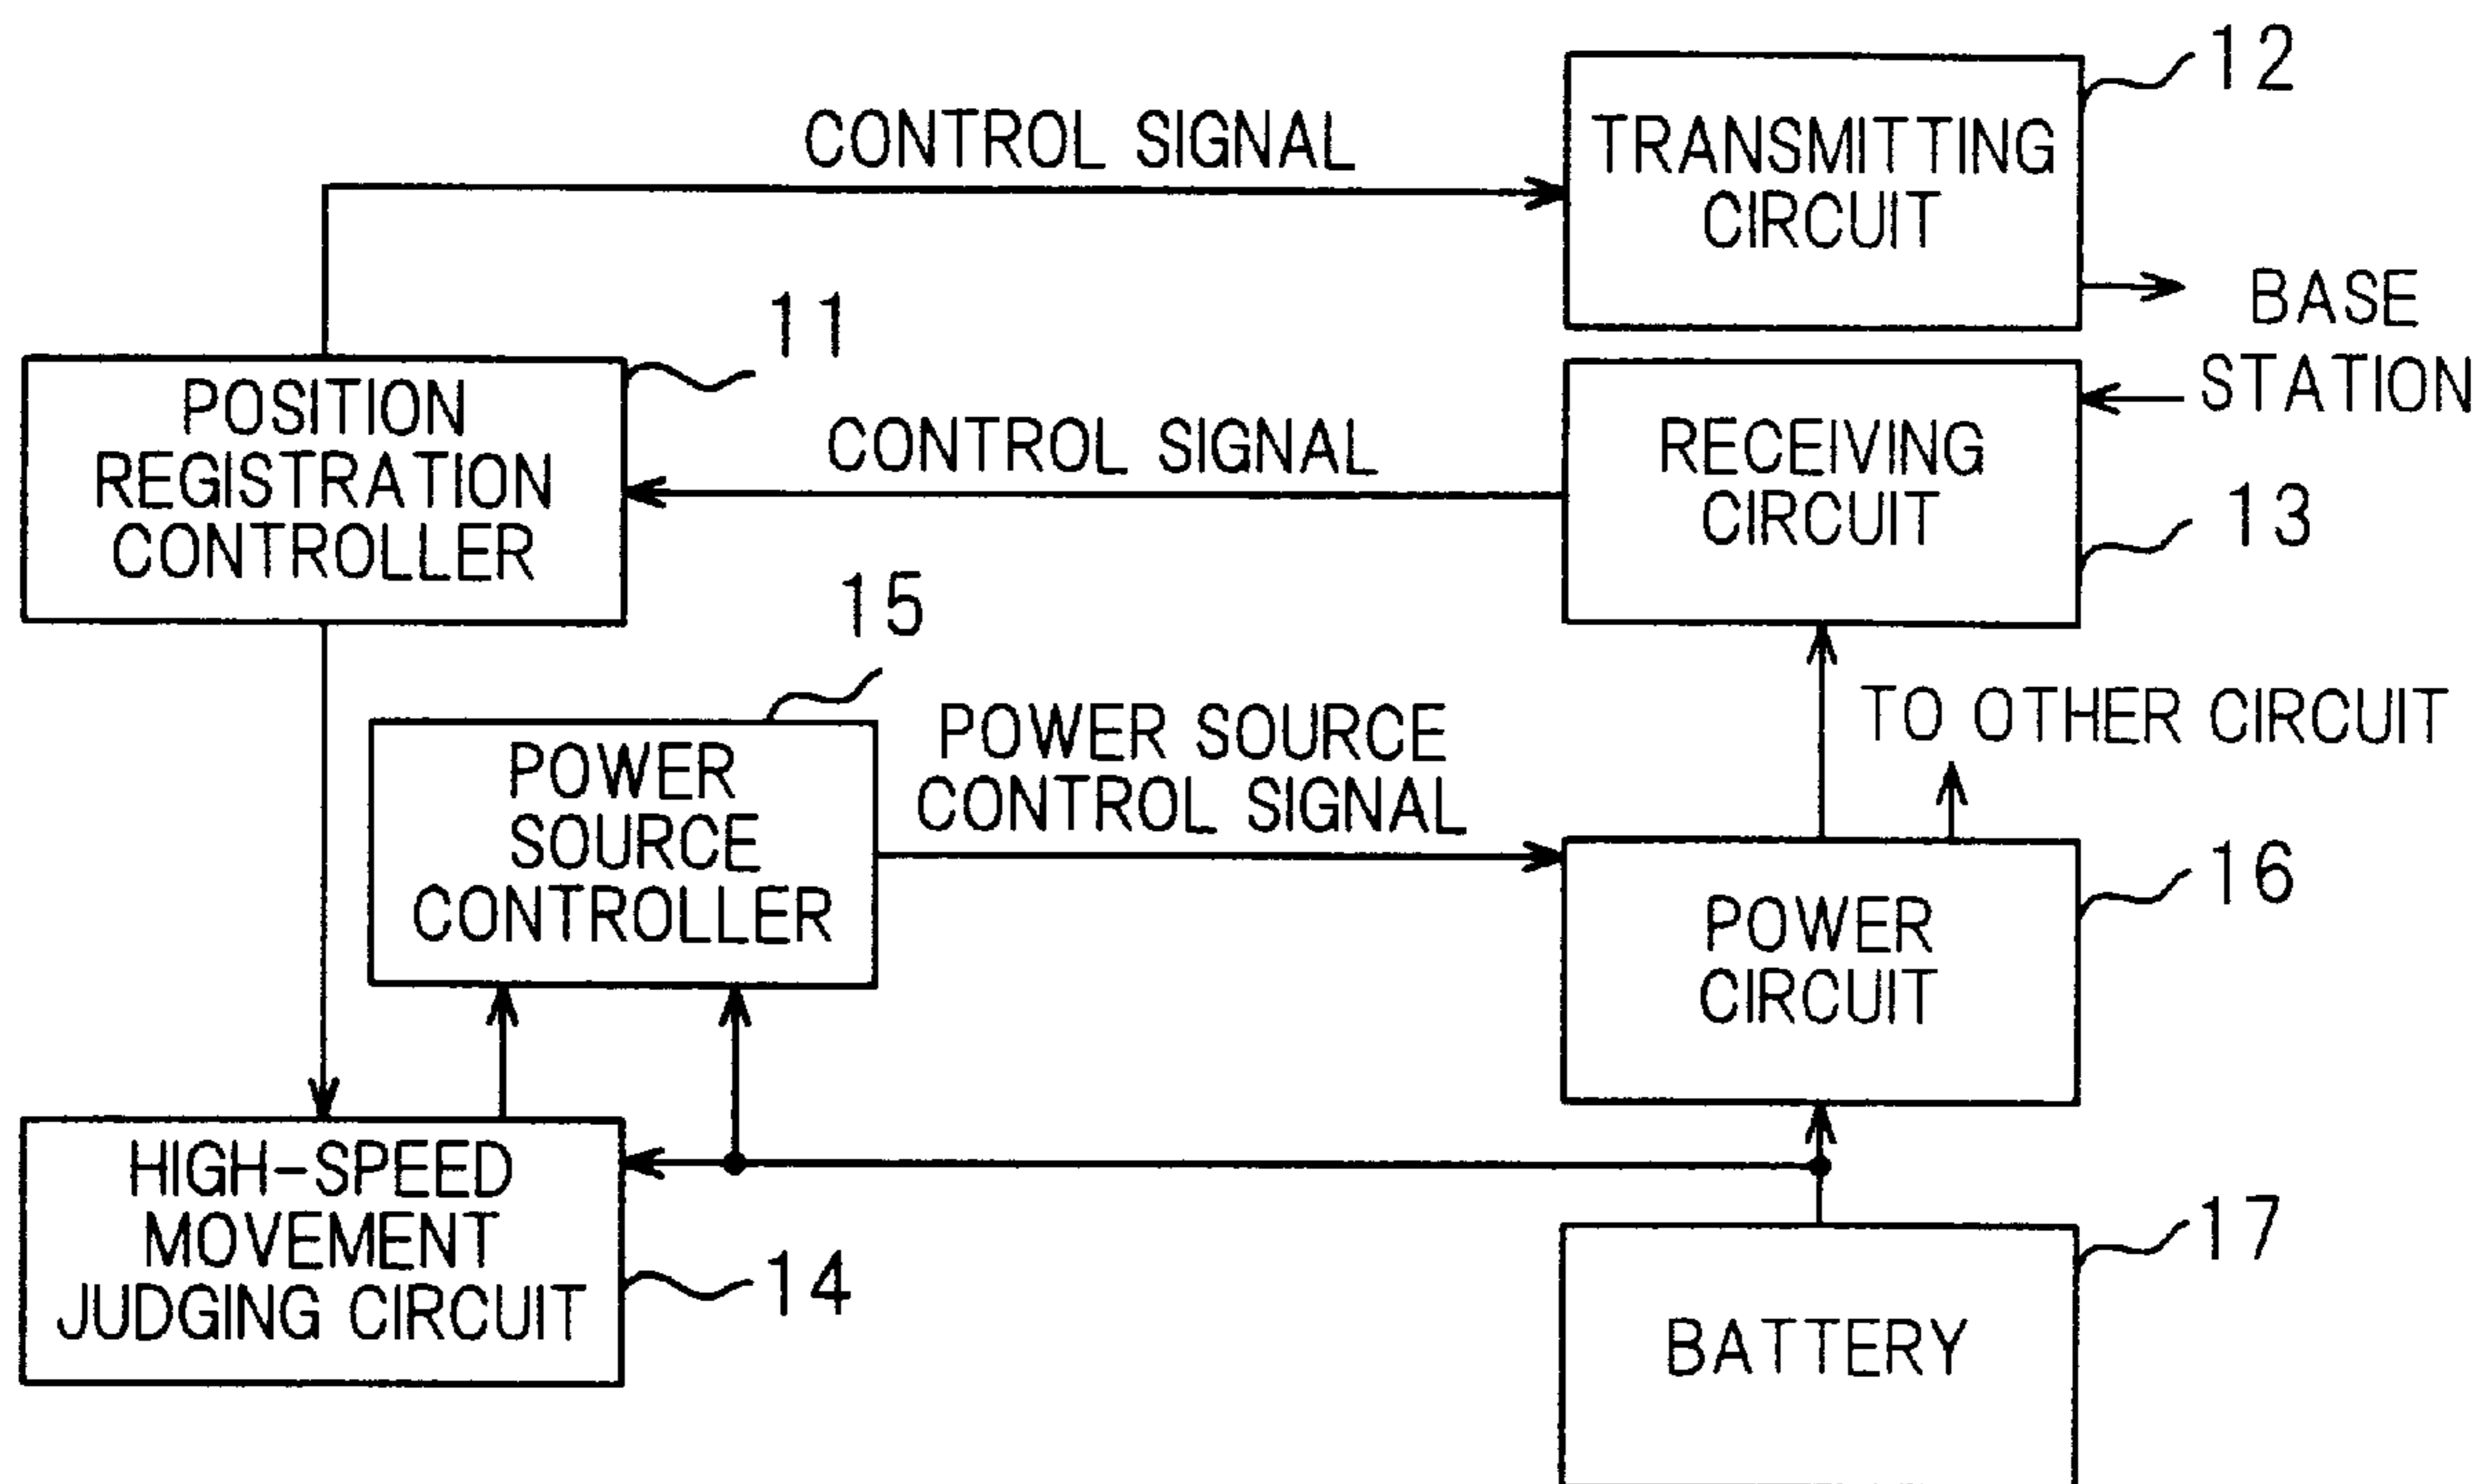 12
CONTROL SIGNAL
TRANSMITTING
CIRCUIT
11
BASE
STATION
POSITION
REGISTRATION
CONTROLLER
CONTROL SIGNAL
RECEIVING
CIRCUIT
13
15
POWER
SOURCE
CONTROLLER
POWER SOURCE
CONTROL SIGNAL
TO OTHER CIRCUIT
16
POWER
CIRCUIT
HIGH-SPEED
MOVEMENT
JUDGING CIRCUIT
14
17
BATTERY